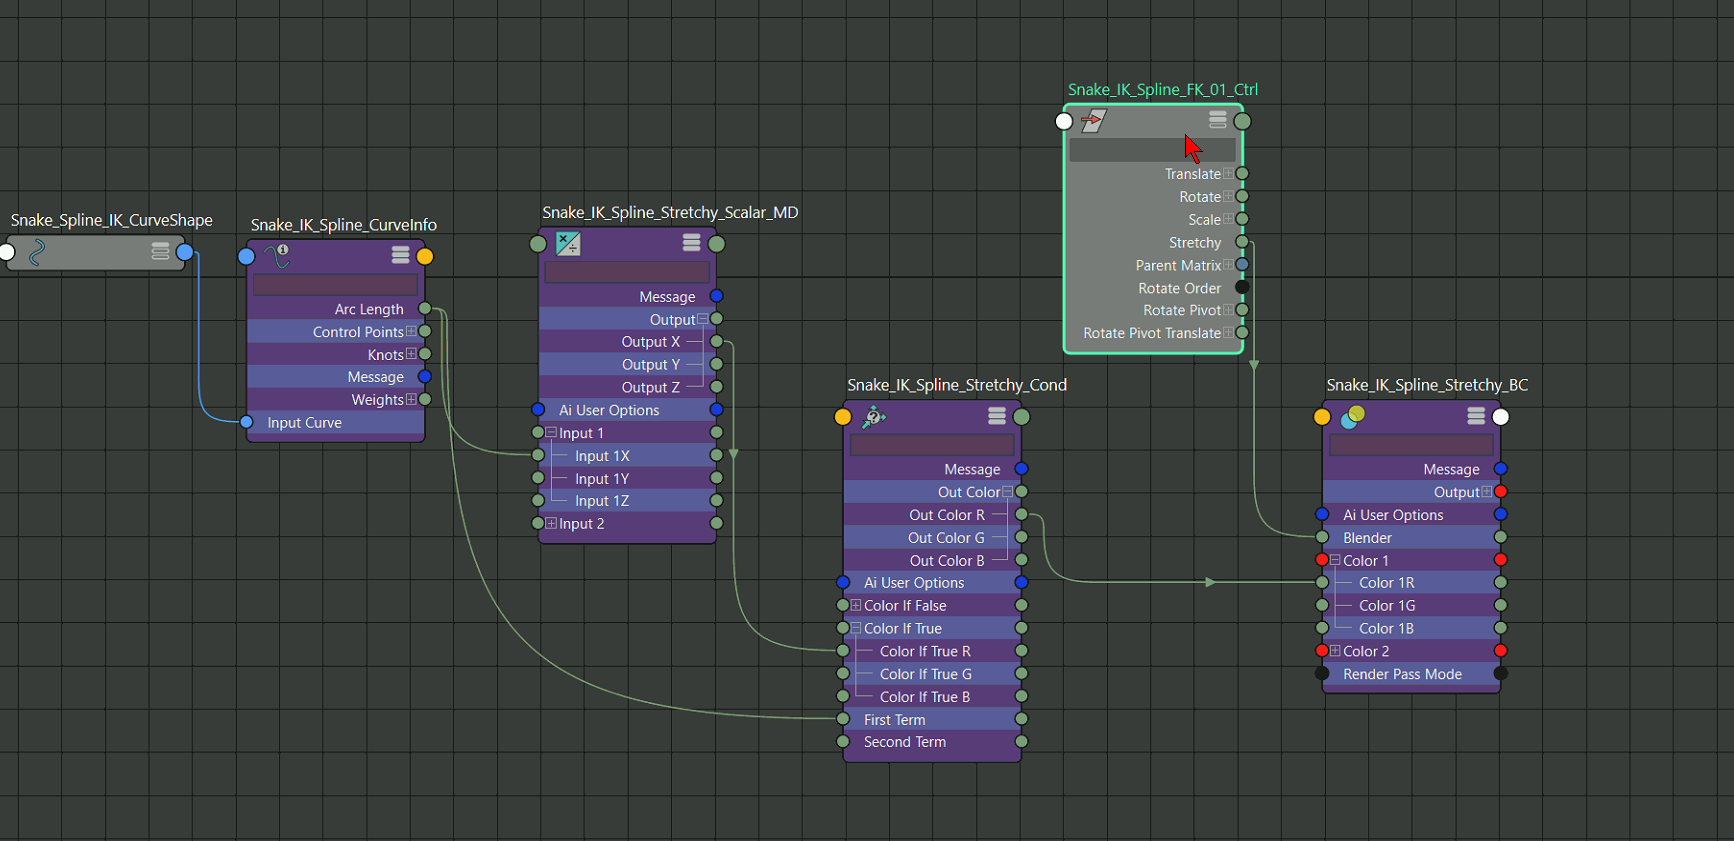 Snake_Spline_IK_CurveShape
Snake_IK_Spline_CurveInfo
Arc Length
Control Points
Knots
Message
Weights
Input Curve
Snake_IK_Spline_Stretchy_Scalar_MD
Message
Output
Output X
Output Y
Output Z
Ai User Options
Input 1
Input 1X
Input 1Y
Input 1Z
Input 2
Snake_IK_Spline_Stretchy_Cond
Message
Out Color
Out Color R
Out Color G
Out Color B
Ai User Options
Color If False
Color If True
Color If True R
Color If True G
Color If True B
First Term
Second Term
Snake_IK_Spline_FK_01_Ctrl
Translate
Rotate
Scale
Stretchy
Parent Matrix
Rotate Order
Rotate Pivot
Rotate Pivot Translate
Snake_IK_Spline_Stretchy_BC
Message
Output
Ai User Options
Blender
Color 1
Color 1R
Color 1G
Color 1B
Color 2
Render Pass Mode